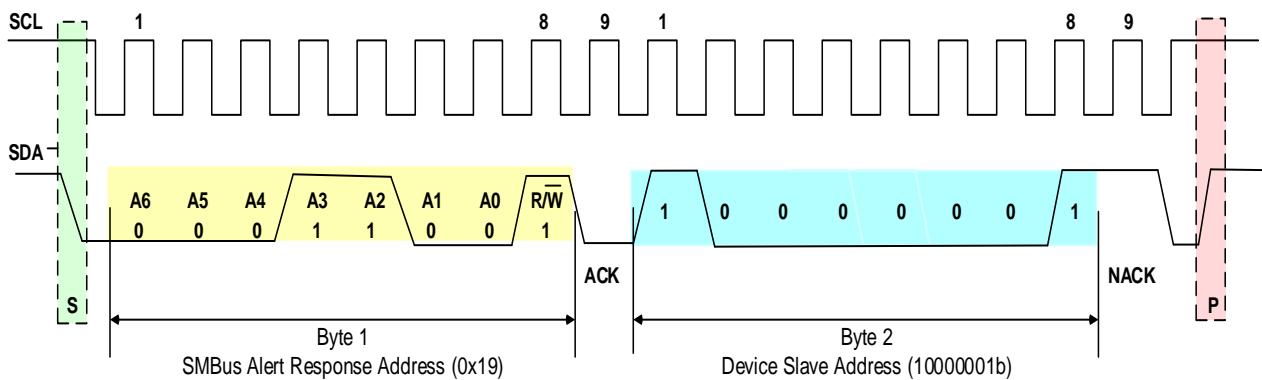 SCL 1 8 9 1 8 9
SDA
A6 A5 A4 A3 A2 A1 A0 R/W
0 0 0 1 1 0 0 1
1 0 0 0 0 0 0 1
ACK NACK
S P
Byte 1 Byte 2
SMBus Alert Response Address (0x19) Device Slave Address (10000001b)